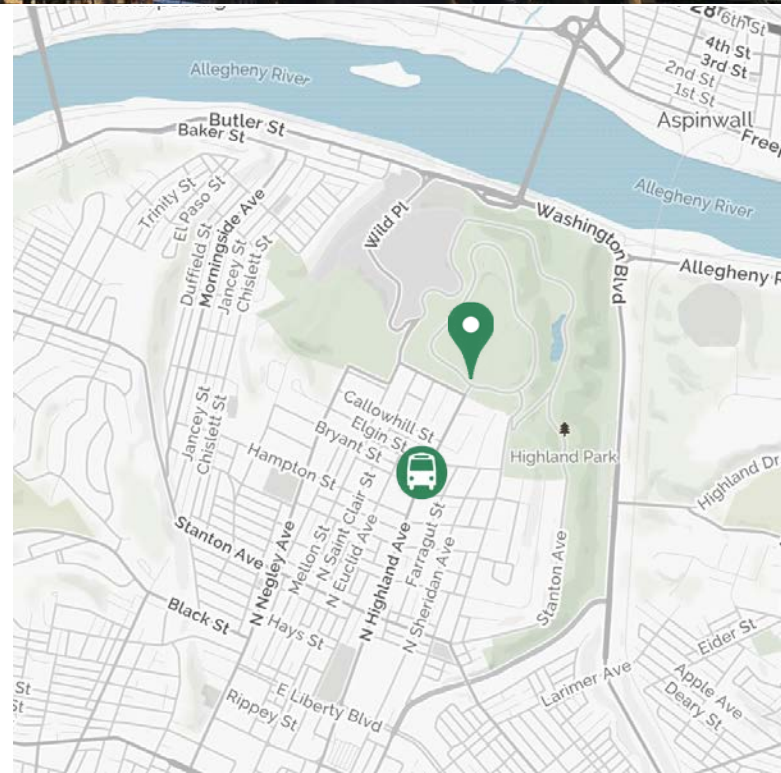 28
6th St
4th St
3rd St
2nd St
1st St
Allegheny River
Aspinwall
Butler St
Baker St
Allegheny River
Trinity St
El Paso St
Wild Pl
Washington Blvd
Duffield St
Morningside Ave
Jancey St
Chislett St
Callowhill St
Elgin St
Bryant St
Jancey St
Chislett St
Hampton St
Highland Park
Highland Dr
Stanton Ave
N Negley Ave
Mellon St
N Saint Clair St
N Euclid Ave
N Highland Ave
Farragut St
N Sheridan Ave
Stanton Ave
Black St
Hays St
Eider St
Larimer Ave
Apple Ave
Deary St
St
St
Rippey St
E Liberty Blvd